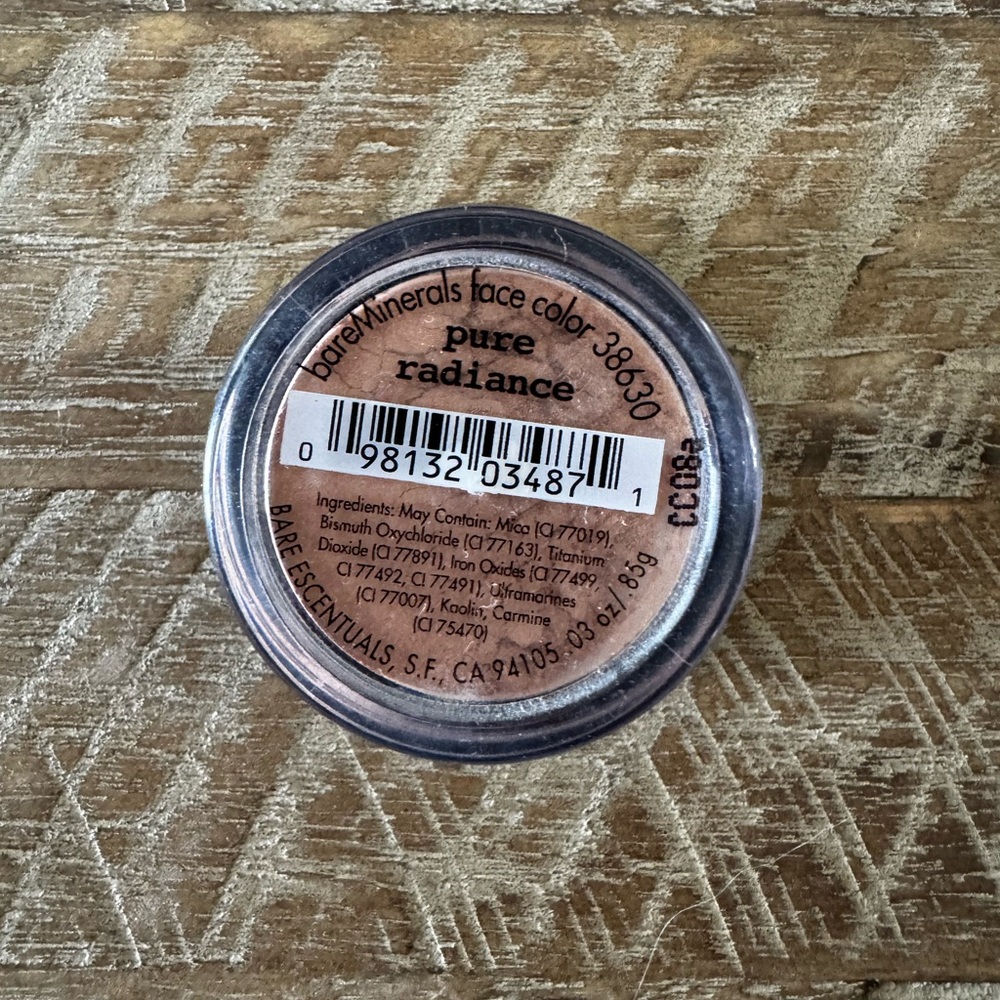 bareMinerals face color 38630
pure
radiance
0 98132 03487 1
CC08a
Ingredients: May Contain: Mica (CI 77019),
Bismuth Oxychloride (CI 77163), Titanium
Dioxide (CI 77891), Iron Oxides (CI 77499,
CI 77492, CI 77491), Ultramarines
(CI 77007), Kaolin, Carmine
(CI 75470)
BARE ESCENTUALS, S.F., CA 94105 .03 oz/.85g